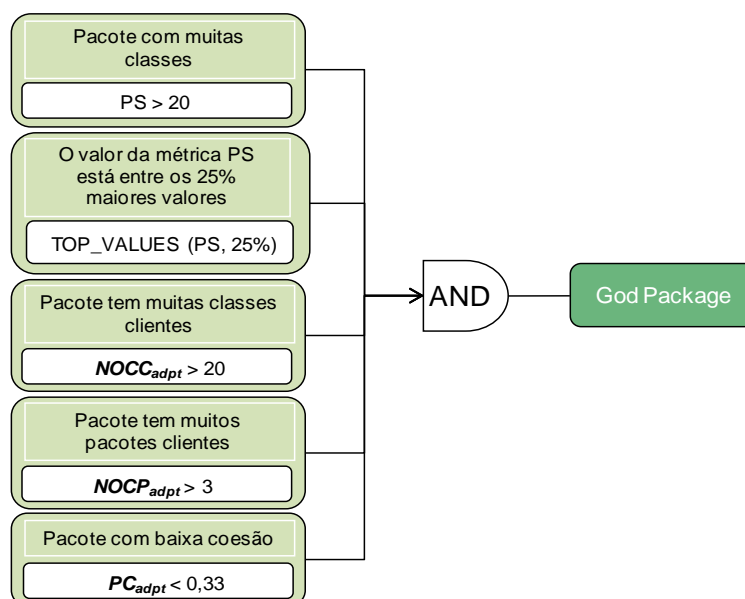 Pacote com muitas
classes
PS > 20
O valor da métrica PS
está entre os 25%
maiores valores
TOP_VALUES (PS, 25%)
Pacote tem muitas classes
clientes
NOCCadpt > 20
Pacote tem muitos
pacotes clientes
NOCPadpt > 3
Pacote com baixa coesão
PCadpt < 0,33
AND
God Package